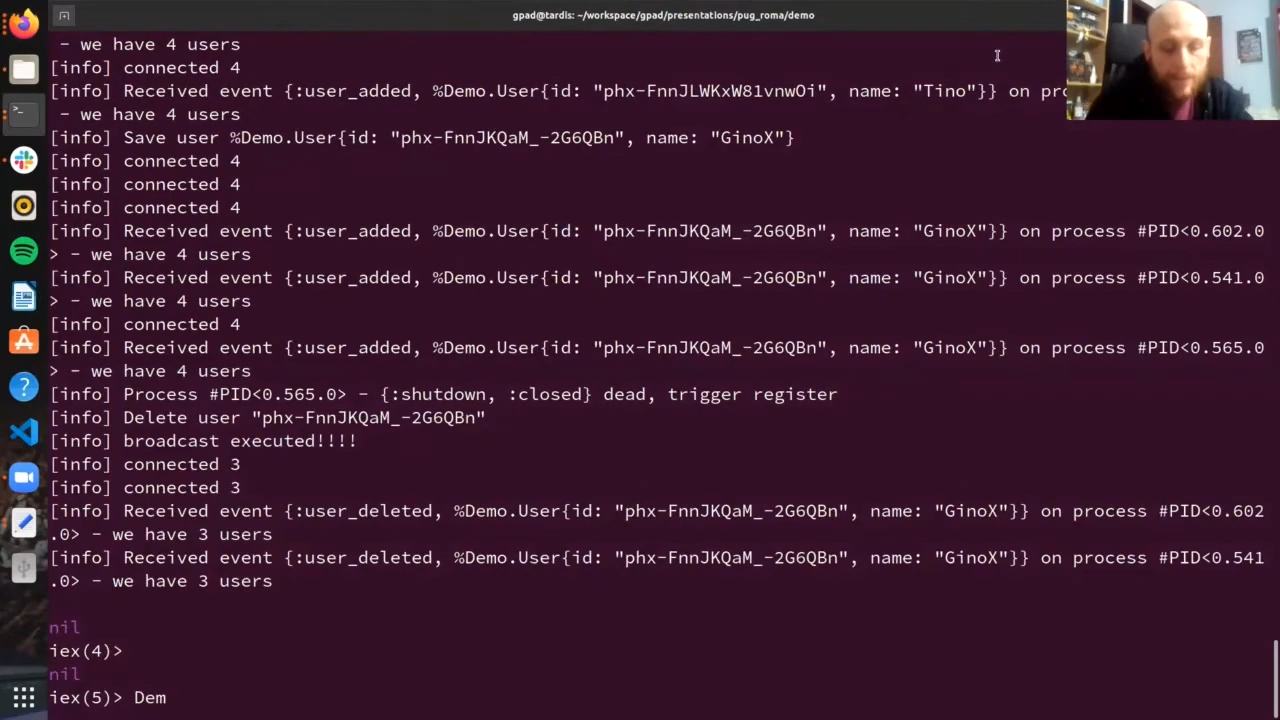 gpad@tardis: ~/workspace/gpad/presentations/pug_roma/demo
- we have 4 users
[info] connected 4
[info] Received event {:user_added, %Demo.User{id: "phx-FnnJLWKxW81vnwOi", name: "Tino"}} on pro
- we have 4 users
[info] Save user %Demo.User{id: "phx-FnnJKQaM_-2G6QBn", name: "GinoX"}
[info] connected 4
[info] connected 4
[info] connected 4
[info] Received event {:user_added, %Demo.User{id: "phx-FnnJKQaM_-2G6QBn", name: "GinoX"}} on process #PID<0.602.0
> - we have 4 users
[info] Received event {:user_added, %Demo.User{id: "phx-FnnJKQaM_-2G6QBn", name: "GinoX"}} on process #PID<0.541.0
> - we have 4 users
[info] connected 4
[info] Received event {:user_added, %Demo.User{id: "phx-FnnJKQaM_-2G6QBn", name: "GinoX"}} on process #PID<0.565.0
> - we have 4 users
[info] Process #PID<0.565.0> - {:shutdown, :closed} dead, trigger register
[info] Delete user "phx-FnnJKQaM_-2G6QBn"
[info] broadcast executed!!!!
[info] connected 3
[info] connected 3
[info] Received event {:user_deleted, %Demo.User{id: "phx-FnnJKQaM_-2G6QBn", name: "GinoX"}} on process #PID<0.602
.0> - we have 3 users
[info] Received event {:user_deleted, %Demo.User{id: "phx-FnnJKQaM_-2G6QBn", name: "GinoX"}} on process #PID<0.541
.0> - we have 3 users
nil
iex(4)>
nil
iex(5)> Dem